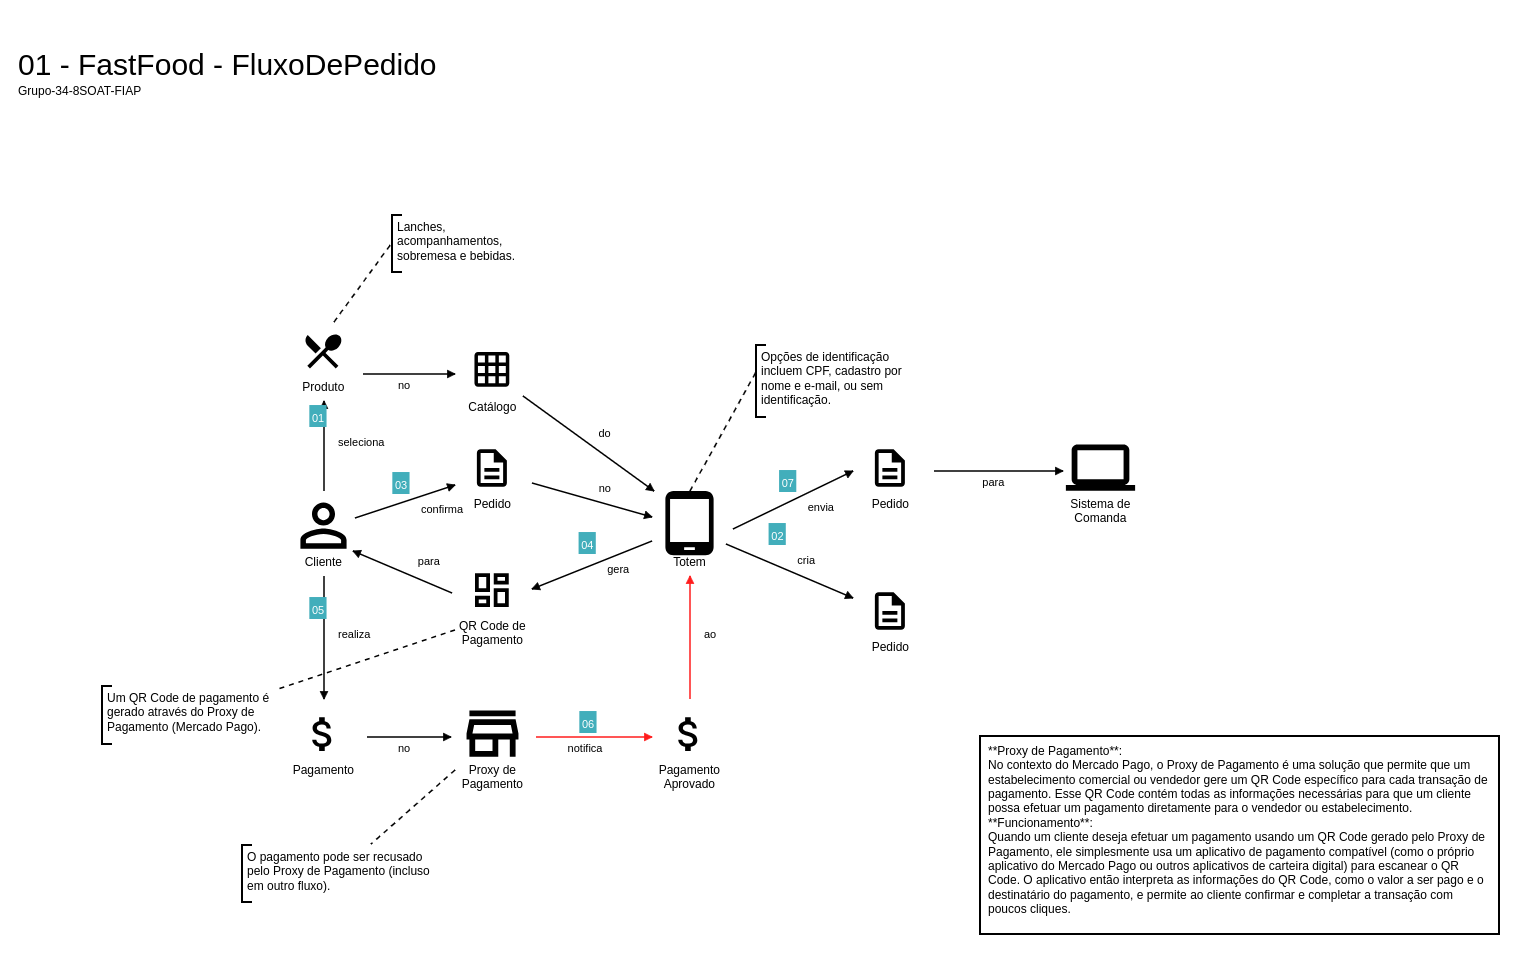 01 - FastFood - FluxoDePedido
Grupo-34-8SOAT-FIAP
Lanches,
acompanhamentos,
sobremesa e bebidas.
Produto
no
Catálogo
do
Opções de identificação
incluem CPF, cadastro por
nome e e-mail, ou sem
identificação.
01
seleciona
03
confirma
Pedido
no
07
envia
Pedido
para
Sistema de
Comanda
Cliente
para
04
gera
Totem
02
cria
Pedido
05
realiza
QR Code de
Pagamento
ao
Um QR Code de pagamento é
gerado através do Proxy de
Pagamento (Mercado Pago).
Pagamento
no
Proxy de
Pagamento
06
notifica
Pagamento
Aprovado
O pagamento pode ser recusado
pelo Proxy de Pagamento (incluso
em outro fluxo).
**Proxy de Pagamento**:
No contexto do Mercado Pago, o Proxy de Pagamento é uma solução que permite que um
estabelecimento comercial ou vendedor gere um QR Code específico para cada transação de
pagamento. Esse QR Code contém todas as informações necessárias para que um cliente
possa efetuar um pagamento diretamente para o vendedor ou estabelecimento.
**Funcionamento**:
Quando um cliente deseja efetuar um pagamento usando um QR Code gerado pelo Proxy de
Pagamento, ele simplesmente usa um aplicativo de pagamento compatível (como o próprio
aplicativo do Mercado Pago ou outros aplicativos de carteira digital) para escanear o QR
Code. O aplicativo então interpreta as informações do QR Code, como o valor a ser pago e o
destinatário do pagamento, e permite ao cliente confirmar e completar a transação com
poucos cliques.